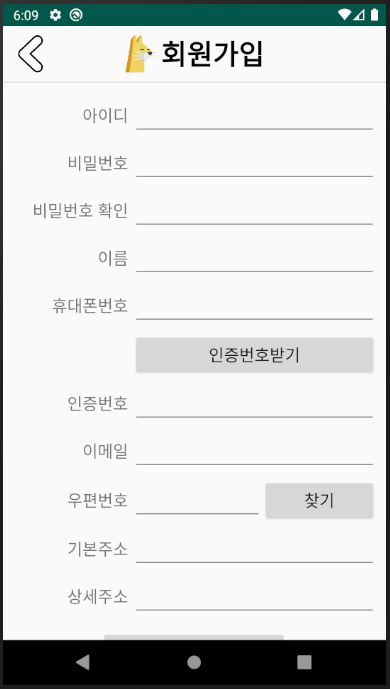 6:09
회원가입
아이디
비밀번호
비밀번호 확인
이름
휴대폰번호
인증번호받기
인증번호
이메일
우편번호 찾기
기본주소
상세주소